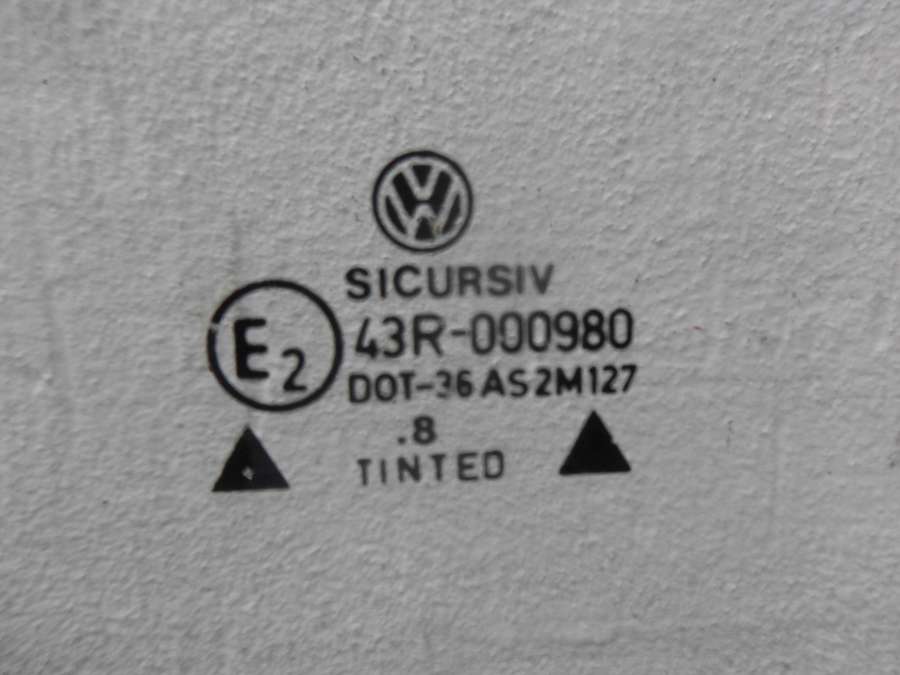 SICURSIV
E2
43R-000980
DOT-36 AS2M127
.8
TINTED